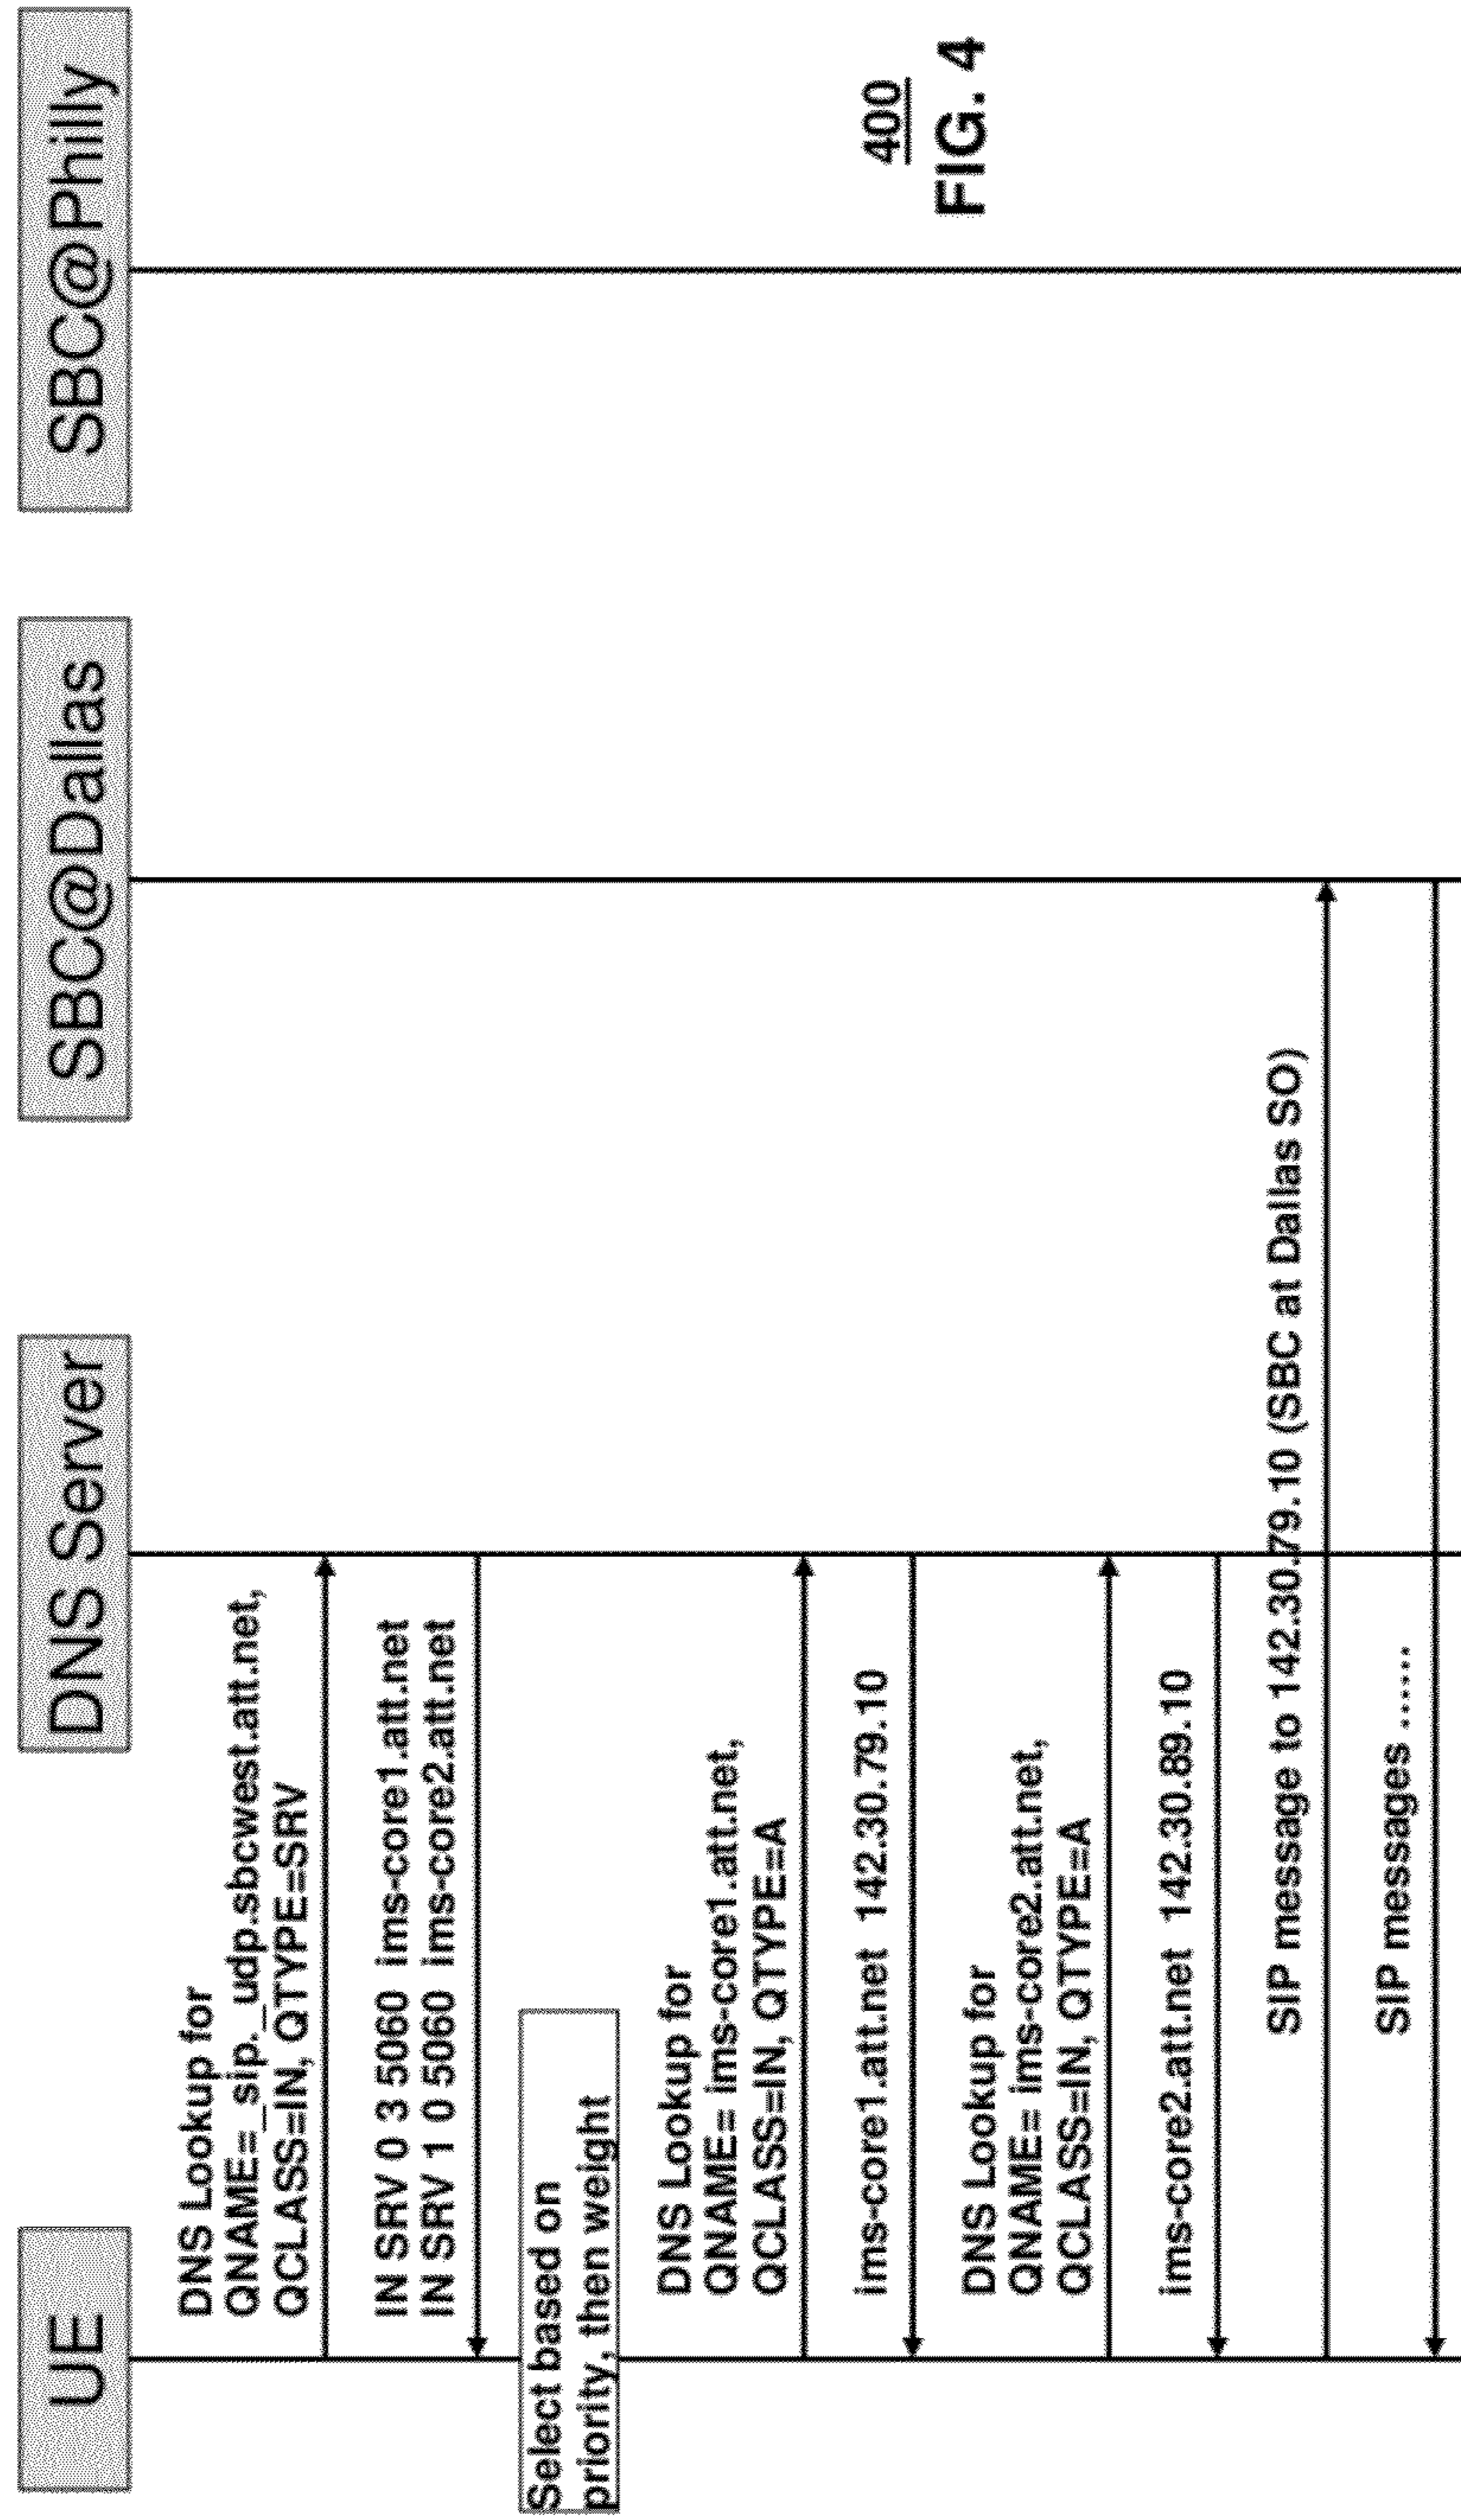 UE
DNS Server
SBC@Dallas
SBC@Philly
DNS Lookup for
QNAME=_sip._udp.sbcwest.att.net,
QCLASS=IN, QTYPE=SRV
IN SRV 0 3 5060 ims-core1.att.net
IN SRV 1 0 5060 ims-core2.att.net
Select based on
priority, then weight
DNS Lookup for
QNAME= ims-core1.att.net,
QCLASS=IN, QTYPE=A
ims-core1.att.net 142.30.79.10
DNS Lookup for
QNAME= ims-core2.att.net,
QCLASS=IN, QTYPE=A
ims-core2.att.net 142.30.89.10
SIP message to 142.30.79.10 (SBC at Dallas SO)
SIP messages ......
400
FIG. 4